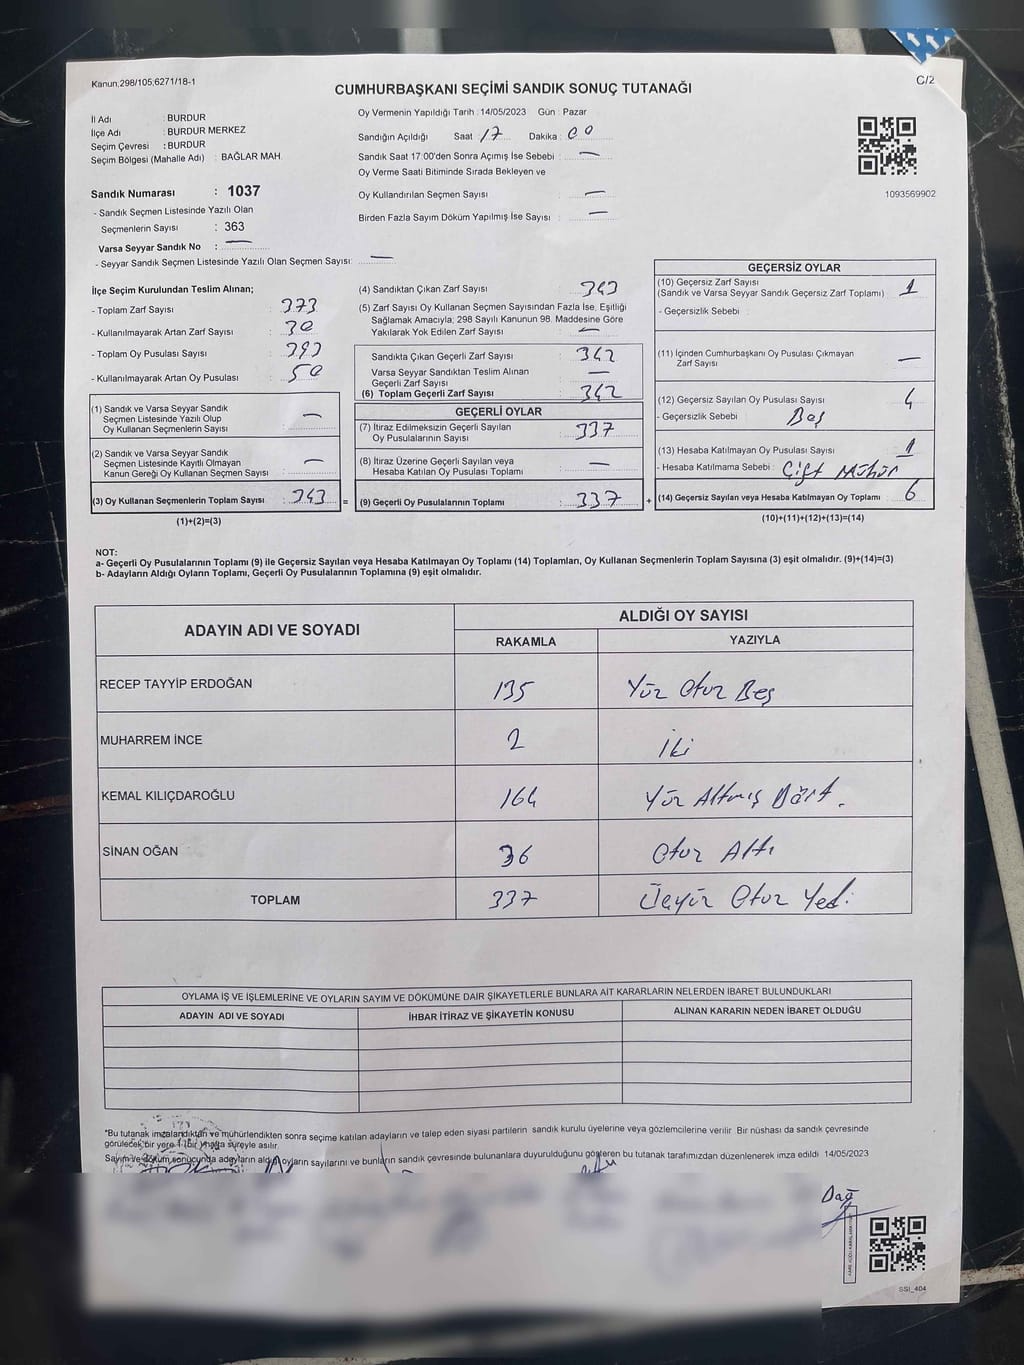 Kanun;298/105,6271/18-1
C/2
CUMHURBAŞKANI SEÇİMİ SANDIK SONUÇ TUTANAĞI
İl Adı : BURDUR
İlçe Adı : BURDUR MERKEZ
Seçim Çevresi : BURDUR
Seçim Bölgesi (Mahalle Adı) : BAĞLAR MAH.
Oy Vermenin Yapıldığı Tarih : 14/05/2023 Gün : Pazar
Sandığın Açıldığı Saat : 17 Dakika : 00
Sandık Saat 17:00'den Sonra Açımış İse Sebebi : —
Oy Verme Saati Bitiminde Sırada Bekleyen ve
Oy Kullandırılan Seçmen Sayısı : —
Birden Fazla Sayım Döküm Yapılmış İse Sayısı : —
1093569902
Sandık Numarası : 1037
- Sandık Seçmen Listesinde Yazılı Olan
Seçmenlerin Sayısı : 363
Varsa Seyyar Sandık No : —
- Seyyar Sandık Seçmen Listesinde Yazılı Olan Seçmen Sayısı: —
İlçe Seçim Kurulundan Teslim Alınan;
- Toplam Zarf Sayısı : 373
- Kullanılmayarak Artan Zarf Sayısı : 30
- Toplam Oy Pusulası Sayısı : 393
- Kullanılmayarak Artan Oy Pusulası : 50
(1) Sandık ve Varsa Seyyar Sandık
Seçmen Listesinde Yazılı Olup
Oy Kullanan Seçmenlerin Sayısı : —
(2) Sandık ve Varsa Seyyar Sandık
Seçmen Listesinde Kayıtlı Olmayan
Kanun Gereği Oy Kullanan Seçmen Sayısı : —
(3) Oy Kullanan Seçmenlerin Toplam Sayısı : 343 =
(1)+(2)=(3)
(4) Sandıktan Çıkan Zarf Sayısı : 343
(5) Zarf Sayısı Oy Kullanan Seçmen Sayısından Fazla İse, Eşitliği
Sağlamak Amacıyla; 298 Sayılı Kanunun 98. Maddesine Göre
Yakılarak Yok Edilen Zarf Sayısı : —
Sandıkta Çıkan Geçerli Zarf Sayısı : 342
Varsa Seyyar Sandıktan Teslim Alınan
Geçerli Zarf Sayısı : —
(6) Toplam Geçerli Zarf Sayısı : 342
GEÇERLİ OYLAR
(7) İtiraz Edilmeksizin Geçerli Sayılan
Oy Pusulalarının Sayısı : 337
(8) İtiraz Üzerine Geçerli Sayılan veya
Hesaba Katılan Oy Pusulası Toplamı : —
(9) Geçerli Oy Pusulalarının Toplamı : 337 +
GEÇERSİZ OYLAR
(10) Geçersiz Zarf Sayısı
(Sandık ve Varsa Seyyar Sandık Geçersiz Zarf Toplamı) : 1
- Geçersizlik Sebebi :
(11) İçinden Cumhurbaşkanı Oy Pusulası Çıkmayan
Zarf Sayısı : —
(12) Geçersiz Sayılan Oy Pusulası Sayısı : 4
- Geçersizlik Sebebi : Boş
(13) Hesaba Katılmayan Oy Pusulası Sayısı : 1
- Hesaba Katılmama Sebebi : Çift Mühür
(14) Geçersiz Sayılan veya Hesaba Katılmayan Oy Toplamı : 6
(10)+(11)+(12)+(13)=(14)
NOT:
a- Geçerli Oy Pusulalarının Toplamı (9) ile Geçersiz Sayılan veya Hesaba Katılmayan Oy Toplamı (14) Toplamları, Oy Kullanan Seçmenlerin Toplam Sayısına (3) eşit olmalıdır. (9)+(14)=(3)
b- Adayların Aldığı Oyların Toplamı, Geçerli Oy Pusulalarının Toplamına (9) eşit olmalıdır.
ADAYIN ADI VE SOYADI
ALDIĞI OY SAYISI
RAKAMLA YAZIYLA
RECEP TAYYİP ERDOĞAN 135 Yüz Otuz Beş
MUHARREM İNCE 2 İki
KEMAL KILIÇDAROĞLU 164 Yüz Altmış Dört.
SİNAN OĞAN 36 Otuz Altı
TOPLAM 337 Üçyüz Otuz Yedi
OYLAMA İŞ VE İŞLEMLERİNE VE OYLARIN SAYIM VE DÖKÜMÜNE DAİR ŞİKAYETLERLE BUNLARA AİT KARARLARIN NELERDEN İBARET BULUNDUKLARI
ADAYIN ADI VE SOYADI İHBAR İTİRAZ VE ŞİKAYETİN KONUSU ALINAN KARARIN NEDEN İBARET OLDUĞU
*Bu tutanak imzalandıktan ve mühürlendikten sonra seçime katılan adayların ve talep eden siyasi partilerin sandık kurulu üyelerine veya gözlemcilerine verilir. Bir nüshası da sandık çevresinde
görülecek bir yere 1 bir hafta süreyle asılır.
Sayım ve döküm sonucunda adayların aldığı oyların sayılarını ve bunların sandık çevresinde bulunanlara duyurulduğunu gösteren bu tutanak tarafımızdan düzenlenerek imza edildi 14/05/2023
Dağ
SSI_404